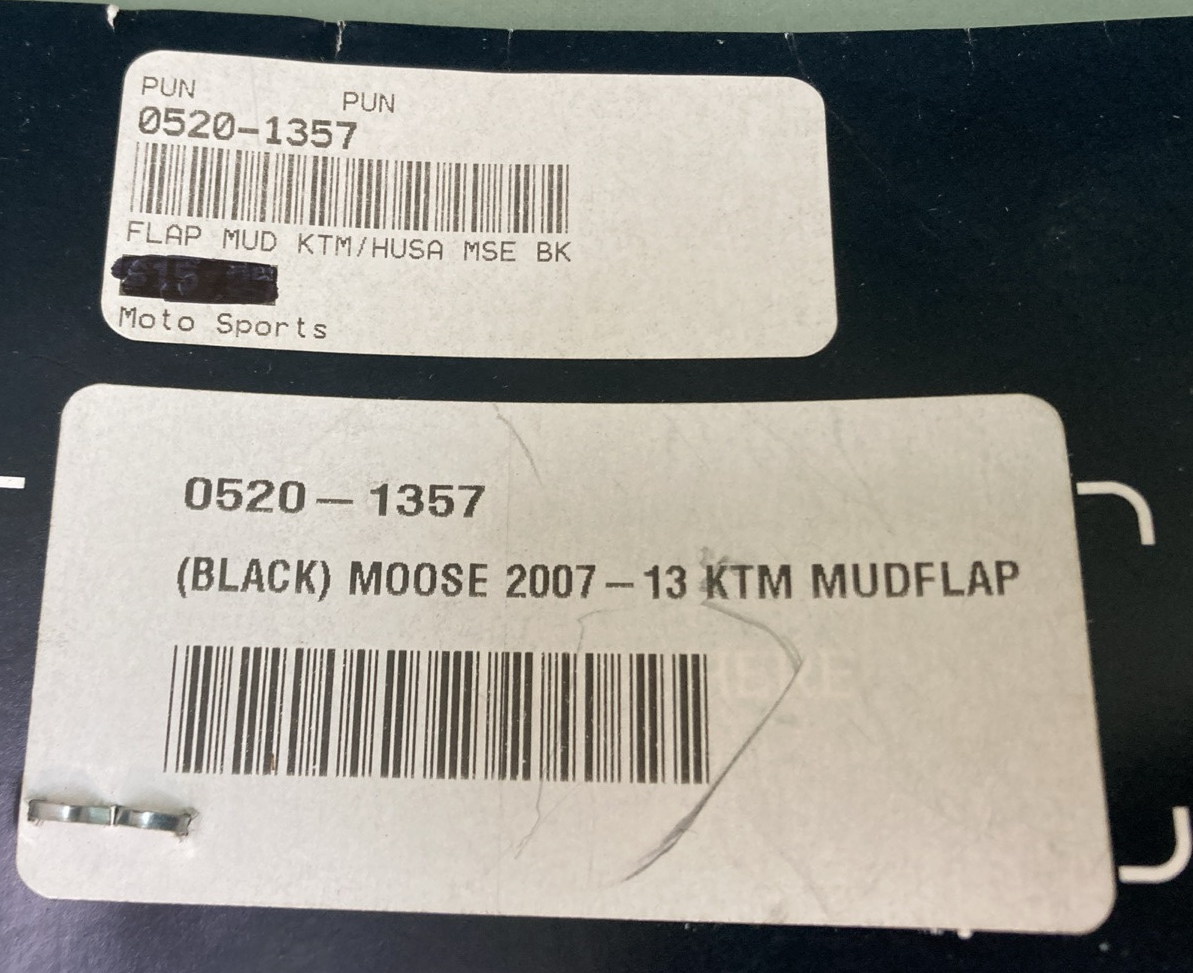 PUN PUN
0520-1357
FLAP MUD KTM/HUSA MSE BK
Moto Sports
0520-1357
(BLACK) MOOSE 2007-13 KTM MUDFLAP